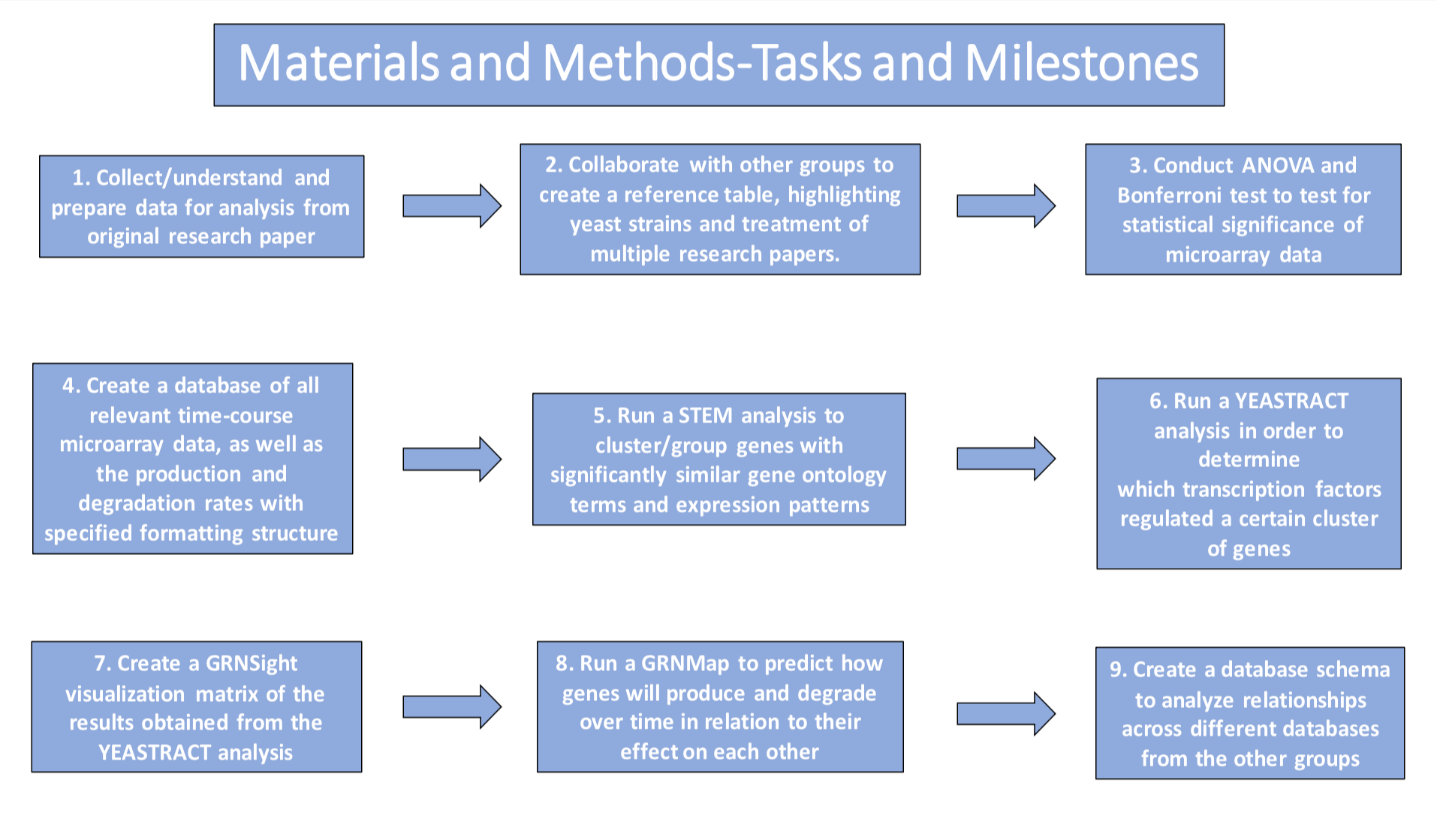 Materials and Methods-Tasks and Milestones
1. Collect/understand and
prepare data for analysis from
original research paper
2. Collaborate with other groups to
create a reference table, highlighting
yeast strains and treatment of
multiple research papers.
3. Conduct ANOVA and
Bonferroni test to test for
statistical significance of
microarray data
4. Create a database of all
relevant time-course
microarray data, as well as
the production and
degradation rates with
specified formatting structure
5. Run a STEM analysis to
cluster/group genes with
significantly similar gene ontology
terms and expression patterns
6. Run a YEASTRACT
analysis in order to
determine
which transcription factors
regulated a certain cluster
of genes
7. Create a GRNSight
visualization matrix of the
results obtained from the
YEASTRACT analysis
8. Run a GRNMap to predict how
genes will produce and degrade
over time in relation to their
effect on each other
9. Create a database schema
to analyze relationships
across different databases
from the other groups